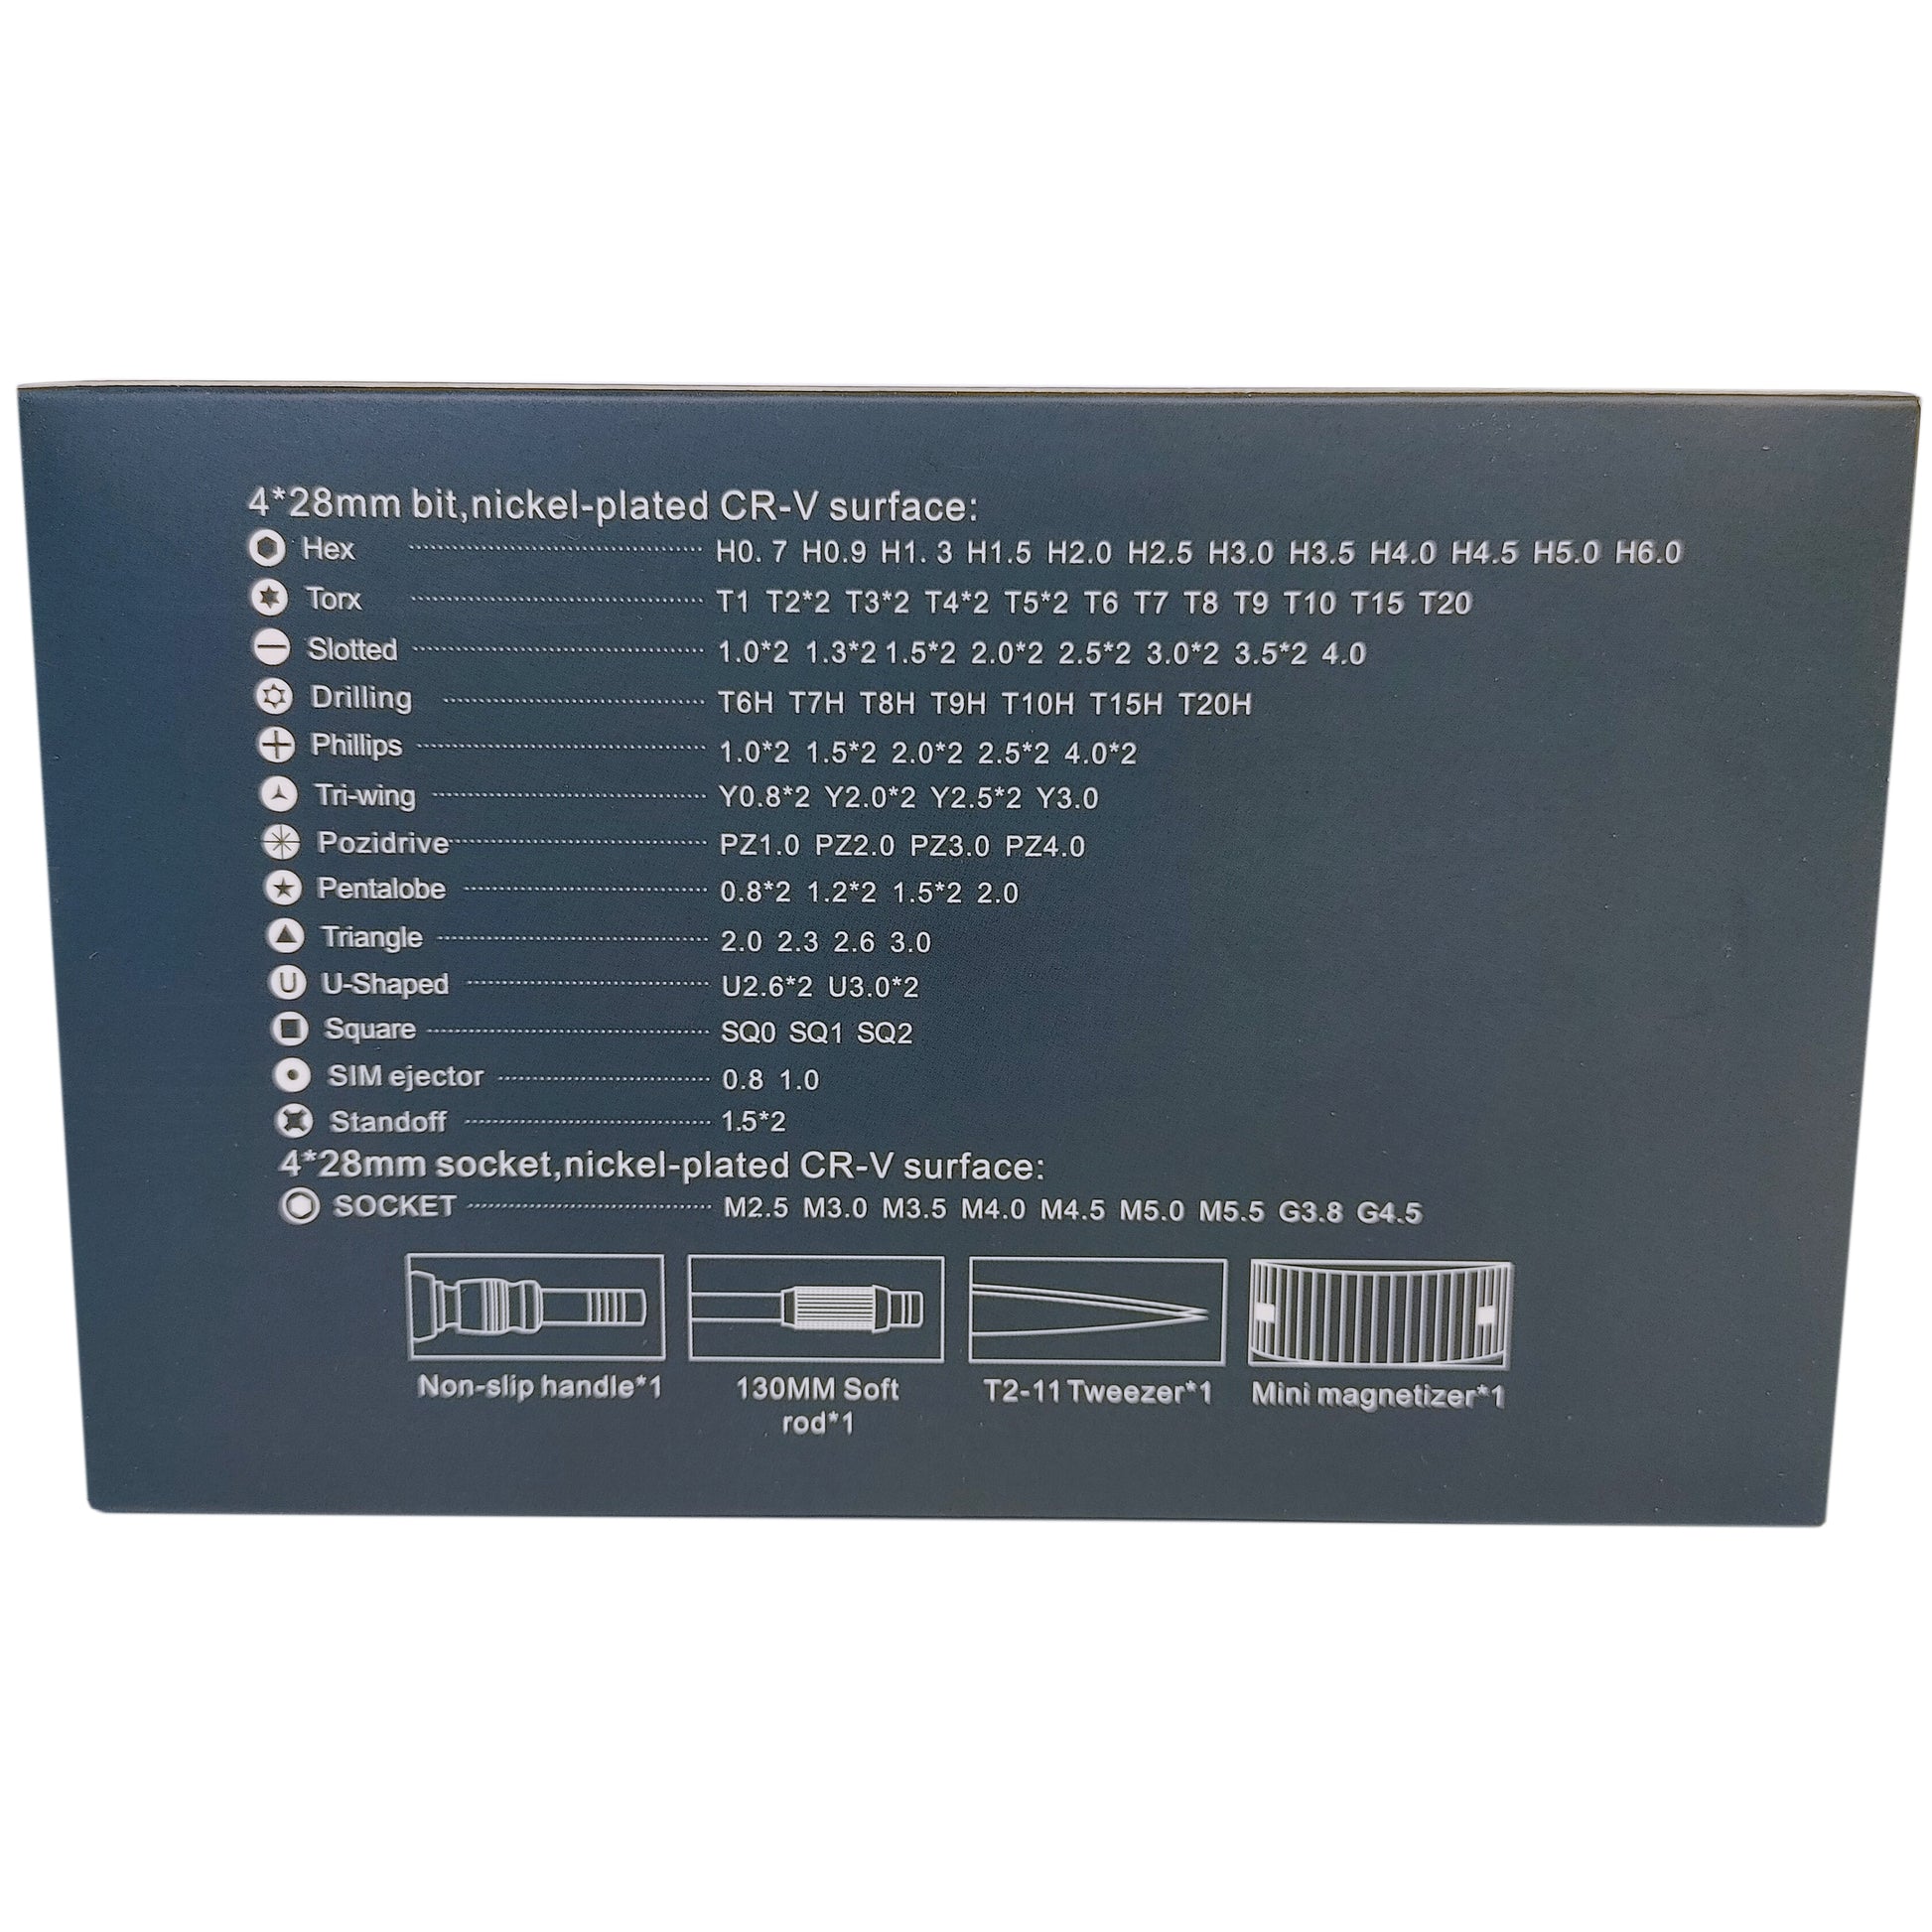 4*28mm bit,nickel-plated CR-V surface:
Hex H0. 7 H0.9 H1. 3 H1.5 H2.0 H2.5 H3.0 H3.5 H4.0 H4.5 H5.0 H6.0
Torx T1 T2*2 T3*2 T4*2 T5*2 T6 T7 T8 T9 T10 T15 T20
Slotted 1.0*2 1.3*2 1.5*2 2.0*2 2.5*2 3.0*2 3.5*2 4.0
Drilling T6H T7H T8H T9H T10H T15H T20H
Phillips 1.0*2 1.5*2 2.0*2 2.5*2 4.0*2
Tri-wing Y0.8*2 Y2.0*2 Y2.5*2 Y3.0
Pozidrive PZ1.0 PZ2.0 PZ3.0 PZ4.0
Pentalobe 0.8*2 1.2*2 1.5*2 2.0
Triangle 2.0 2.3 2.6 3.0
U U-Shaped U2.6*2 U3.0*2
Square SQ0 SQ1 SQ2
SIM ejector 0.8 1.0
Standoff 1.5*2
4*28mm socket,nickel-plated CR-V surface:
SOCKET M2.5 M3.0 M3.5 M4.0 M4.5 M5.0 M5.5 G3.8 G4.5
Non-slip handle*1
130MM Soft
rod*1
T2-11 Tweezer*1
Mini magnetizer*1